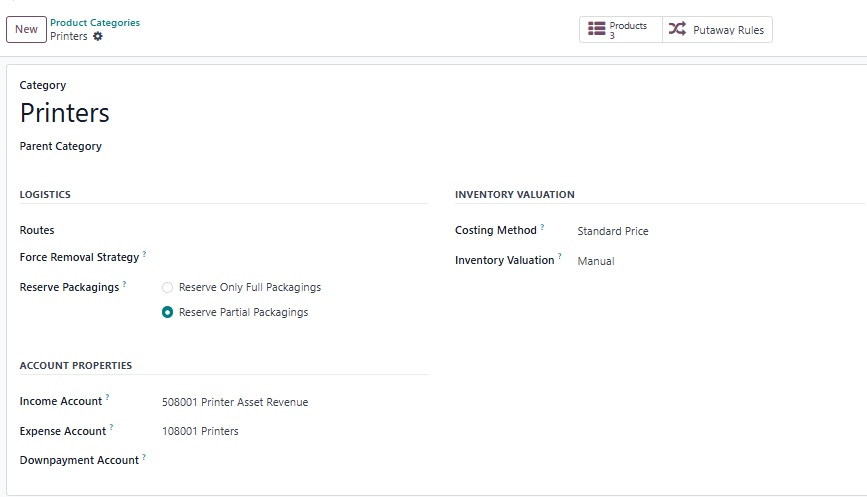 New
Product Categories
Printers
Products
3
Putaway Rules
Category
Printers
Parent Category
LOGISTICS
Routes
Force Removal Strategy ?
Reserve Packagings ?
Reserve Only Full Packagings
Reserve Partial Packagings
INVENTORY VALUATION
Costing Method ? Standard Price
Inventory Valuation ? Manual
ACCOUNT PROPERTIES
Income Account ? 508001 Printer Asset Revenue
Expense Account ? 108001 Printers
Downpayment Account ?